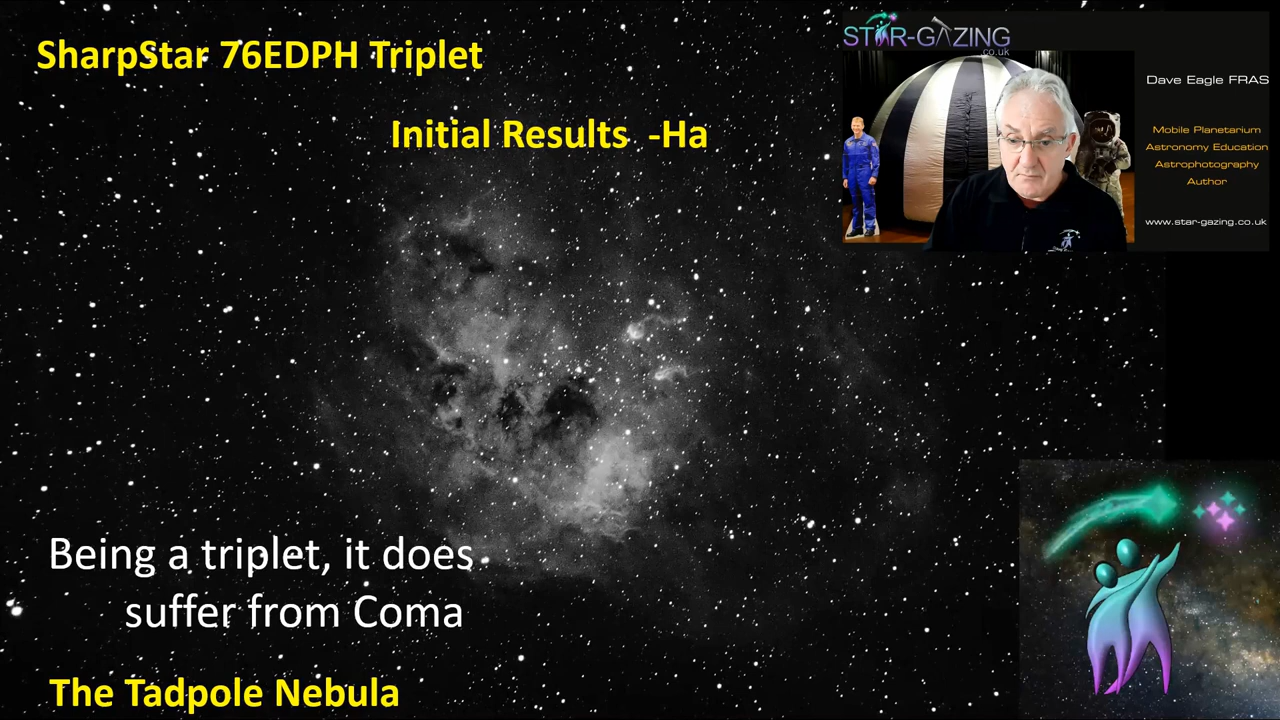 SharpStar 76EDPH Triplet
Initial Results -Ha
STAR-GAZING
.co.uk
Dave Eagle FRAS
Mobile Planetarium
Astronomy Education
Astrophotography
Author
www.star-gazing.co.uk
Being a triplet, it does
suffer from Coma
The Tadpole Nebula